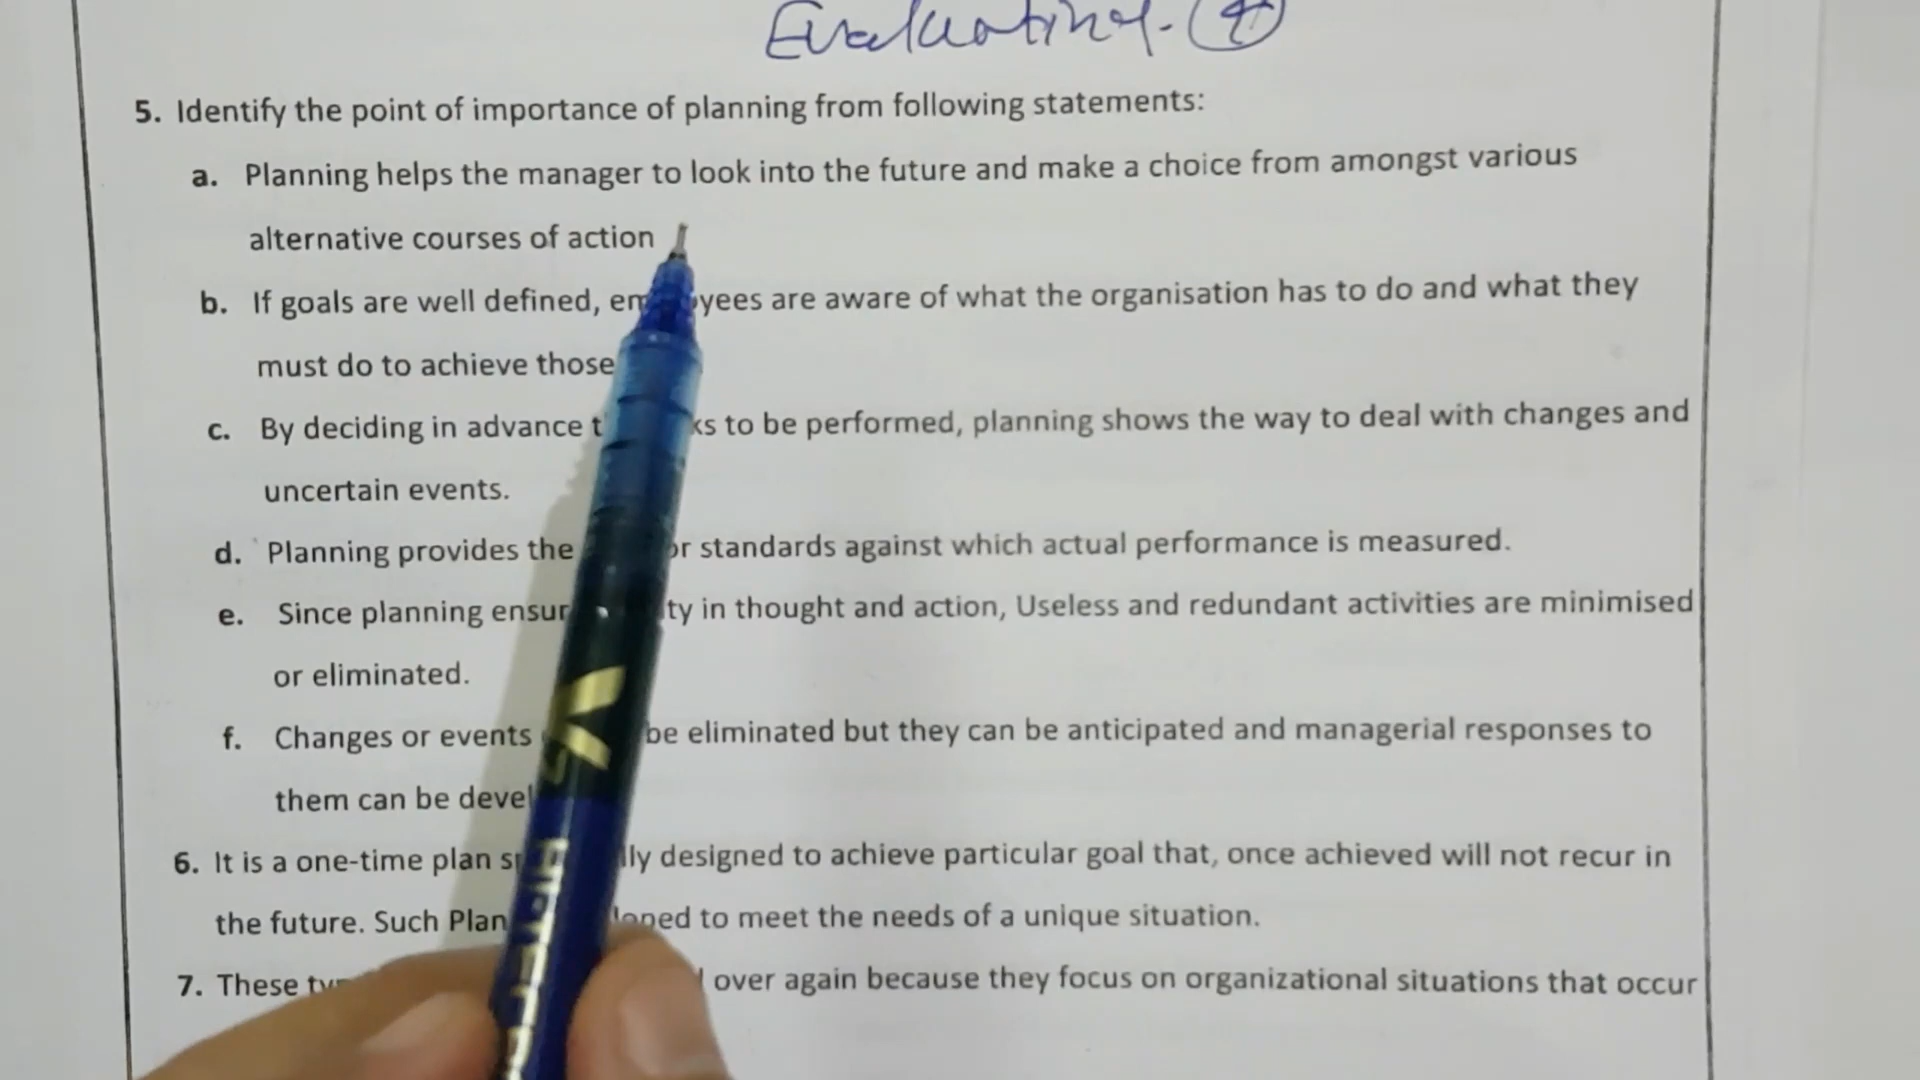 Evaluating. 4
5. Identify the point of importance of planning from following statements:
a. Planning helps the manager to look into the future and make a choice from amongst various
alternative courses of action
b. If goals are well defined, em yees are aware of what the organisation has to do and what they
must do to achieve those
c. By deciding in advance t ks to be performed, planning shows the way to deal with changes and
uncertain events.
d. Planning provides the or standards against which actual performance is measured.
e. Since planning ensur ty in thought and action, Useless and redundant activities are minimised
or eliminated.
f. Changes or events be eliminated but they can be anticipated and managerial responses to
them can be devel
6. It is a one-time plan sp lly designed to achieve particular goal that, once achieved will not recur in
the future. Such Plan loped to meet the needs of a unique situation.
7. These over again because they focus on organizational situations that occur
V5